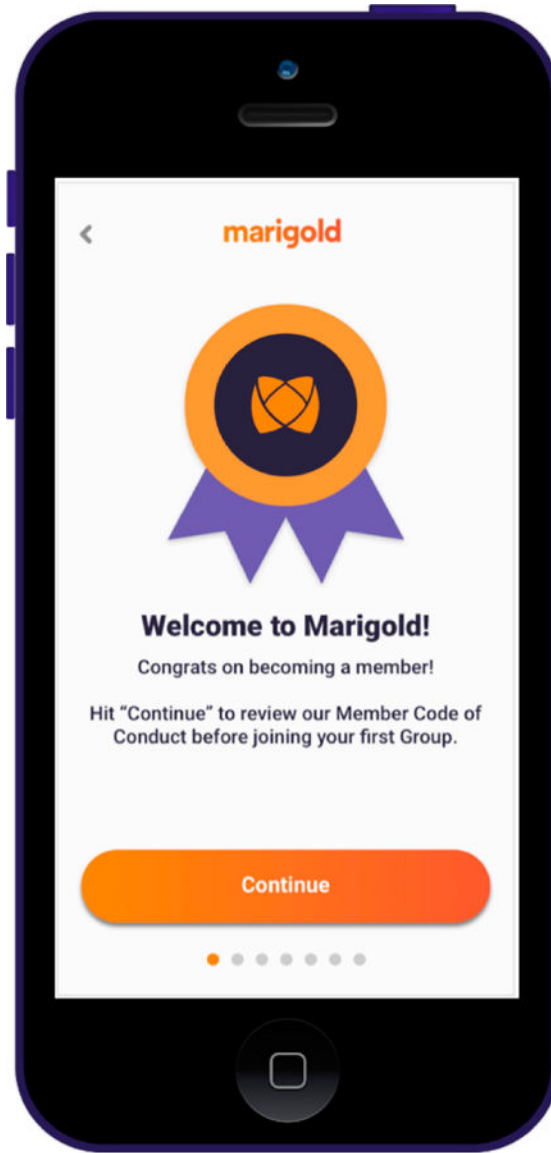 marigold
Welcome to Marigold!
Congrats on becoming a member!
Hit “Continue” to review our Member Code of
Conduct before joining your first Group.
Continue